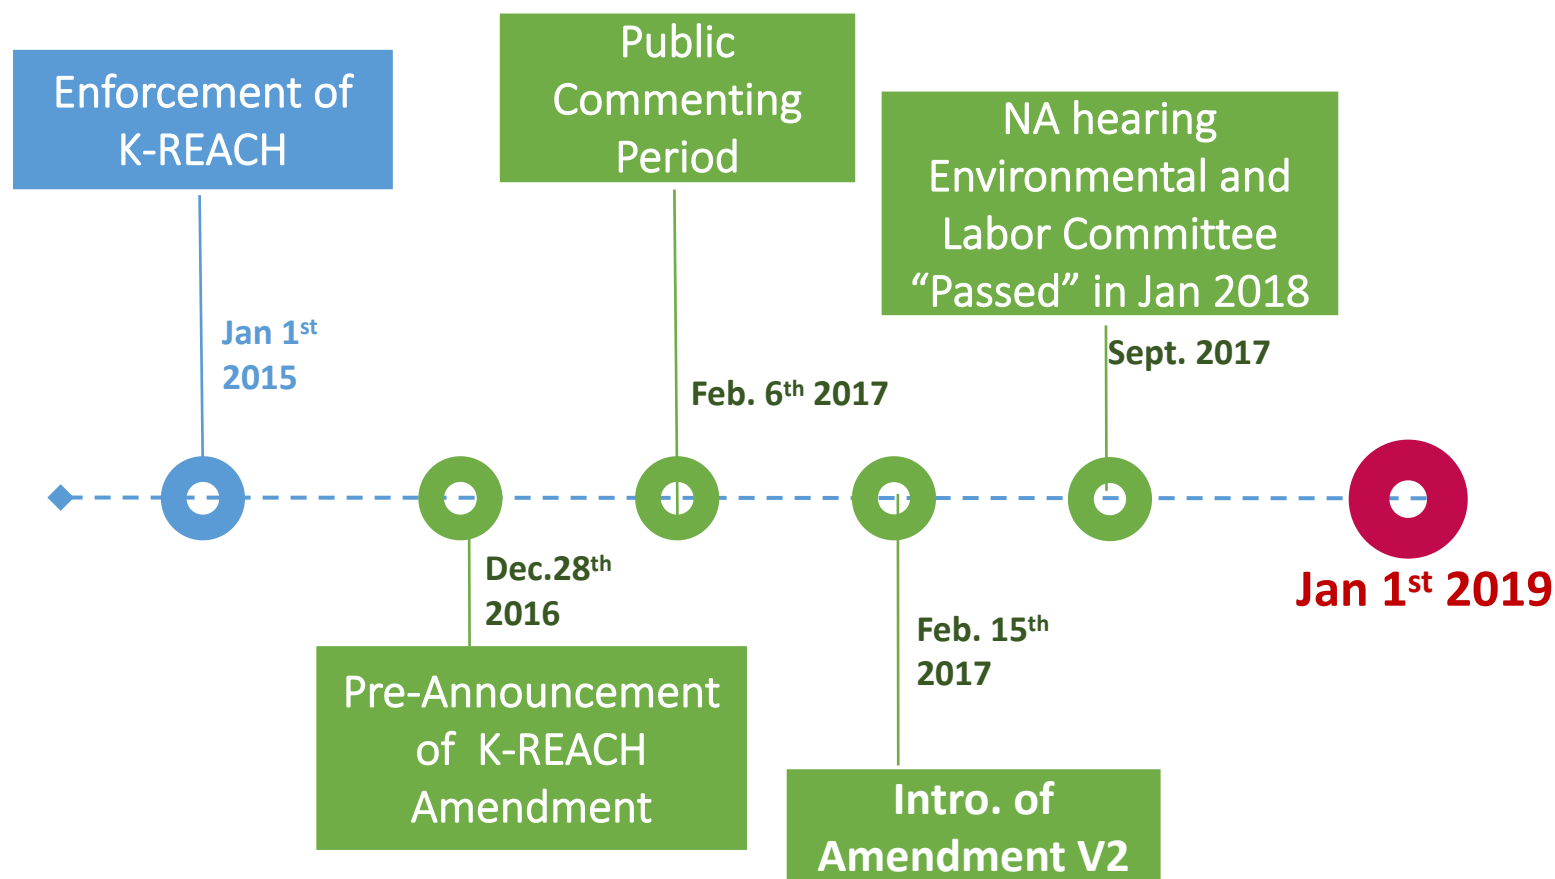 Enforcement of
K-REACH
Jan 1st
2015
Pre-Announcement
of K-REACH
Amendment
Dec.28th
2016
Public
Commenting
Period
Feb. 6th 2017
Intro. of
Amendment V2
Feb. 15th
2017
NA hearing
Environmental and
Labor Committee
“Passed” in Jan 2018
Sept. 2017
Jan 1st 2019